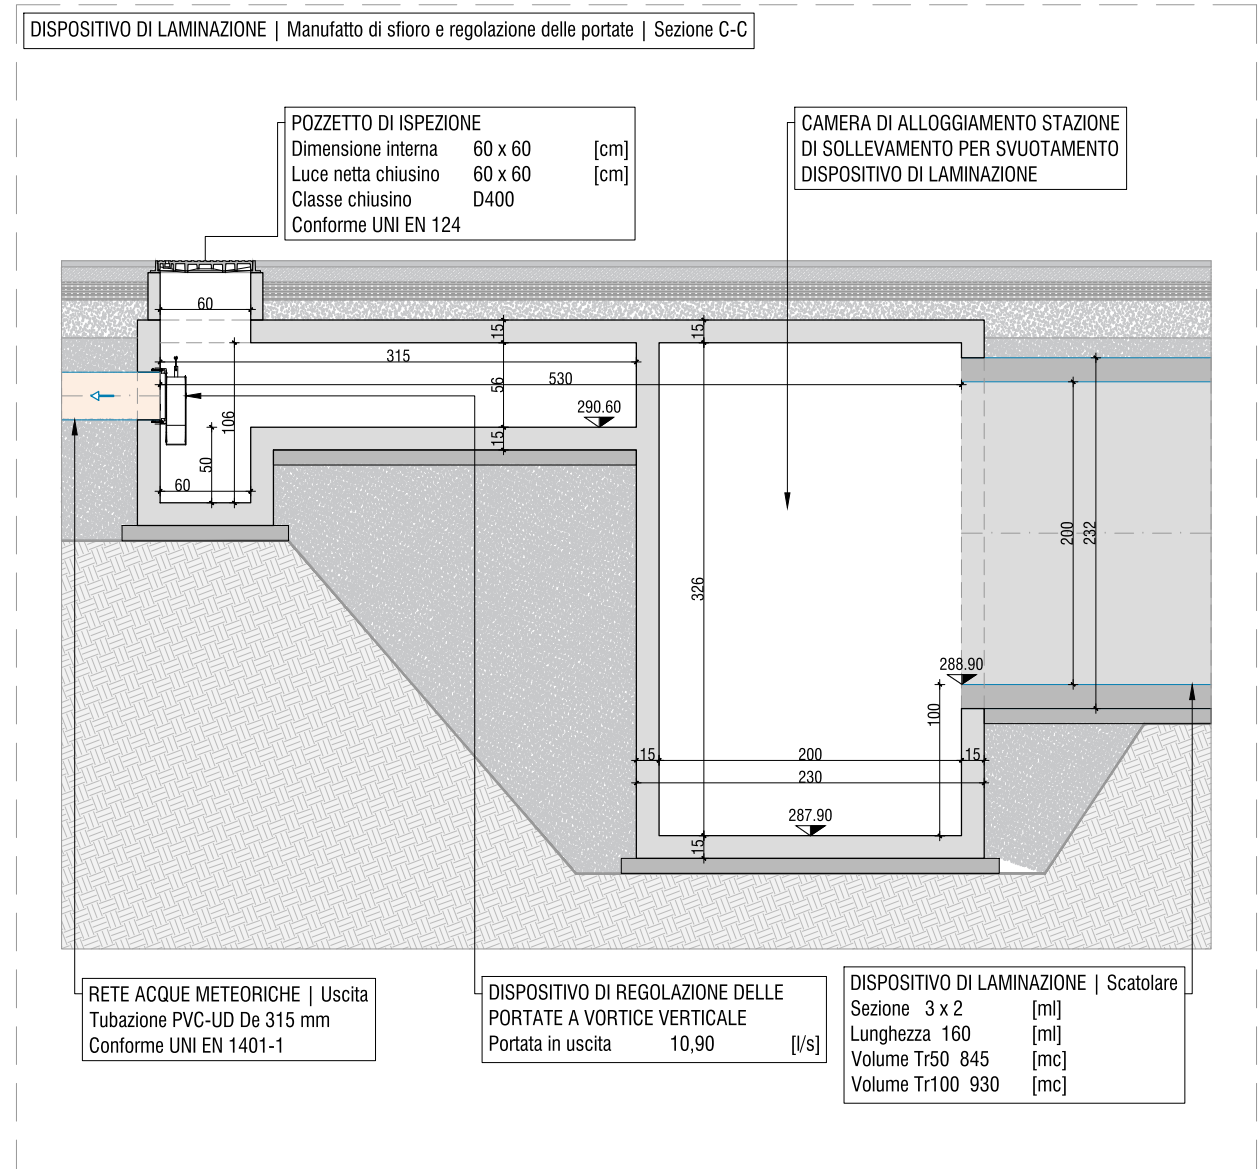 DISPOSITIVO DI LAMINAZIONE | Manufatto di sfioro e regolazione delle portate | Sezione C-C
POZZETTO DI ISPEZIONE
Dimensione interna 60 x 60 [cm]
Luce netta chiusino 60 x 60 [cm]
Classe chiusino D400
Conforme UNI EN 124
CAMERA DI ALLOGGIAMENTO STAZIONE
DI SOLLEVAMENTO PER SVUOTAMENTO
DISPOSITIVO DI LAMINAZIONE
60
15
15
315
530
56
290.60
106
15
50
60
200
232
326
288.90
100
15
200
15
230
287.90
15
RETE ACQUE METEORICHE | Uscita
Tubazione PVC-UD De 315 mm
Conforme UNI EN 1401-1
DISPOSITIVO DI REGOLAZIONE DELLE
PORTATE A VORTICE VERTICALE
Portata in uscita 10,90 [l/s]
DISPOSITIVO DI LAMINAZIONE | Scatolare
Sezione 3 x 2 [ml]
Lunghezza 160 [ml]
Volume Tr50 845 [mc]
Volume Tr100 930 [mc]